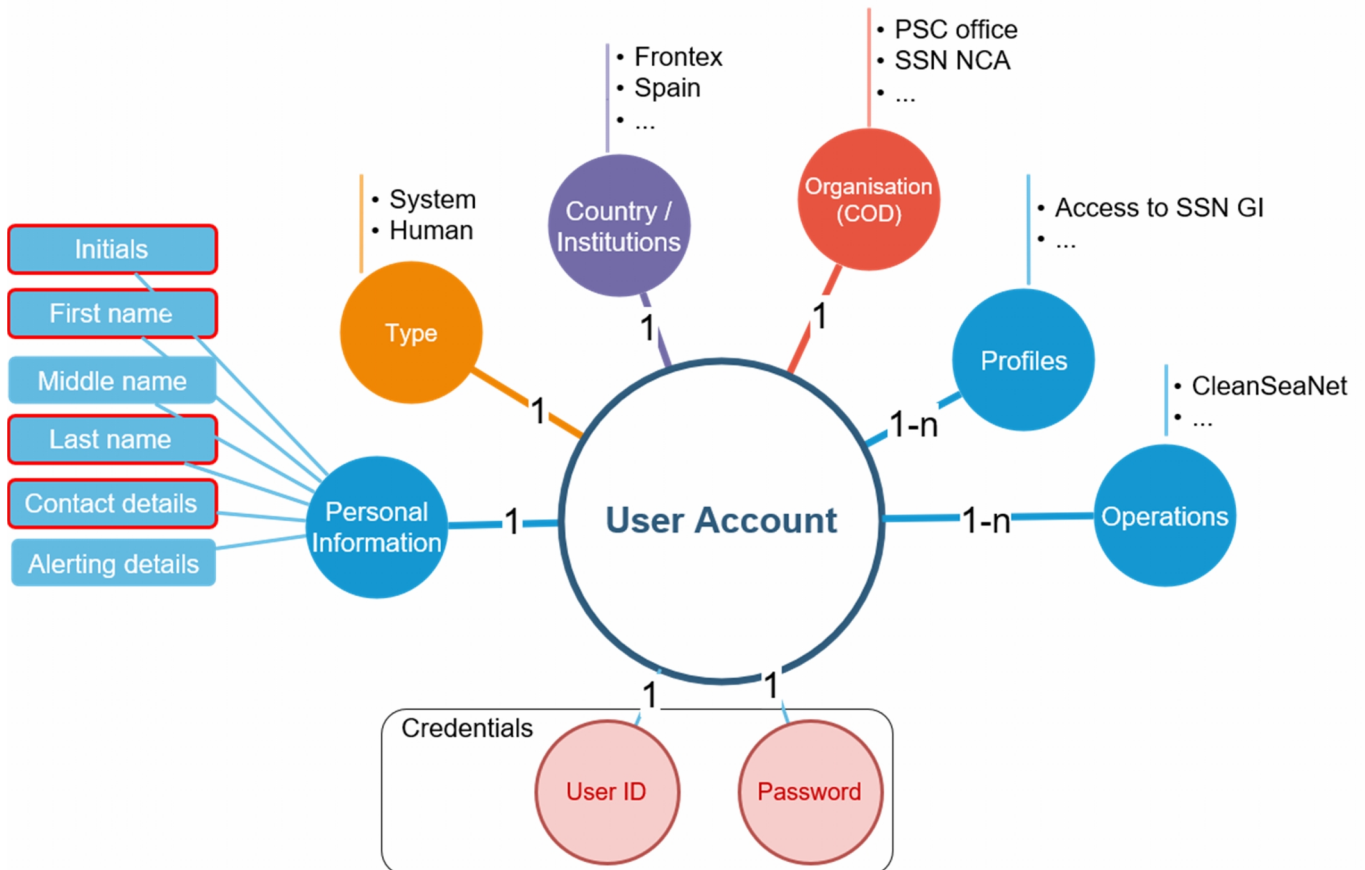 • PSC office
• SSN NCA
• ...
• Frontex
• Spain
• ...
Organisation
(COD)
• System
• Human
Country /
Institutions
• Access to SSN GI
• ...
Initials
First name
Middle name
Last name
Contact details
Alerting details
Type
1
1
1
Profiles
1-n
• CleanSeaNet
• ...
Personal
Information
1
User Account
1-n
Operations
1
1
Credentials
User ID
Password